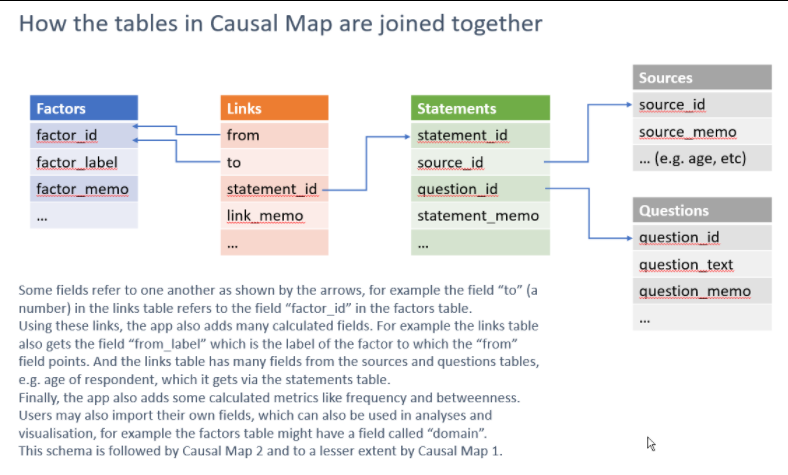 How the tables in Causal Map are joined together
Factors
factor_id
factor_label
factor_memo
...
Links
from
to
statement_id
link_memo
...
Statements
statement_id
source_id
question_id
statement_memo
...
Sources
source_id
source_memo
... (e.g. age, etc)
Questions
question_id
question_text
question_memo
...
Some fields refer to one another as shown by the arrows, for example the field “to” (a
number) in the links table refers to the field “factor_id” in the factors table.
Using these links, the app also adds many calculated fields. For example the links table
also gets the field “from_label” which is the label of the factor to which the “from”
field points. And the links table has many fields from the sources and questions tables,
e.g. age of respondent, which it gets via the statements table.
Finally, the app also adds some calculated metrics like frequency and betweenness.
Users may also import their own fields, which can also be used in analyses and
visualisation, for example the factors table might have a field called “domain”.
This schema is followed by Causal Map 2 and to a lesser extent by Causal Map 1.